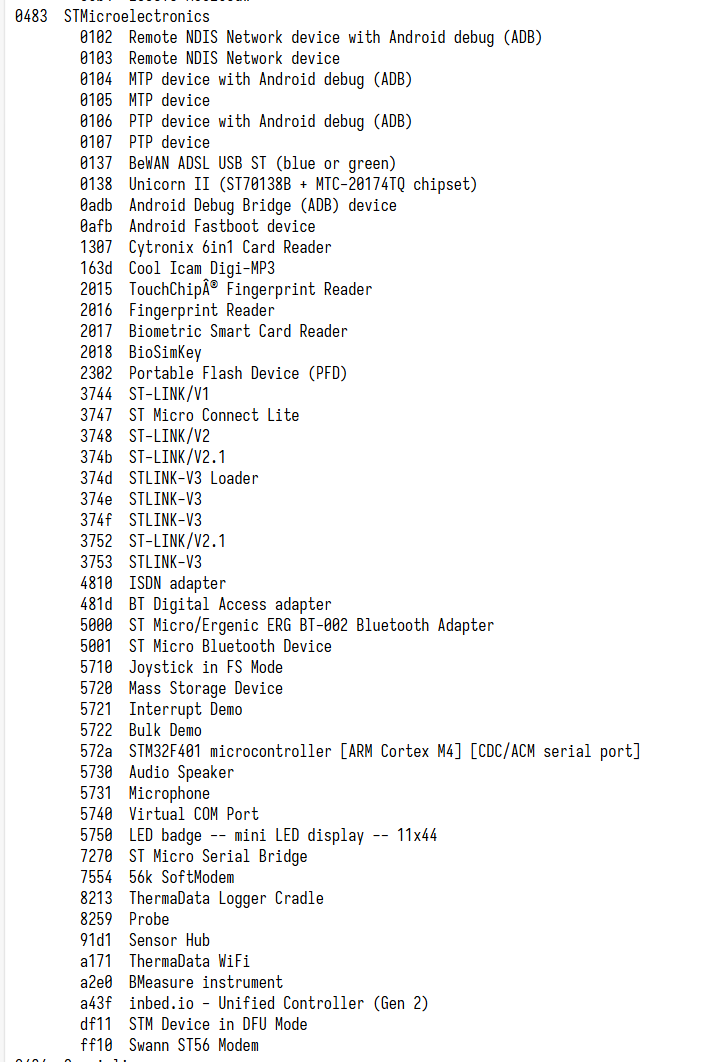 0483  STMicroelectronics
0102  Remote NDIS Network device with Android debug (ADB)
0103  Remote NDIS Network device
0104  MTP device with Android debug (ADB)
0105  MTP device
0106  PTP device with Android debug (ADB)
0107  PTP device
0137  BeWAN ADSL USB ST (blue or green)
0138  Unicorn II (ST70138B + MTC-20174TQ chipset)
0adb  Android Debug Bridge (ADB) device
0afb  Android Fastboot device
1307  Cytronix 6in1 Card Reader
163d  Cool Icam Digi-MP3
2015  TouchChipÂ® Fingerprint Reader
2016  Fingerprint Reader
2017  Biometric Smart Card Reader
2018  BioSimKey
2302  Portable Flash Device (PFD)
3744  ST-LINK/V1
3747  ST Micro Connect Lite
3748  ST-LINK/V2
374b  ST-LINK/V2.1
374d  STLINK-V3 Loader
374e  STLINK-V3
374f  STLINK-V3
3752  ST-LINK/V2.1
3753  STLINK-V3
4810  ISDN adapter
481d  BT Digital Access adapter
5000  ST Micro/Ergenic ERG BT-002 Bluetooth Adapter
5001  ST Micro Bluetooth Device
5710  Joystick in FS Mode
5720  Mass Storage Device
5721  Interrupt Demo
5722  Bulk Demo
572a  STM32F401 microcontroller [ARM Cortex M4] [CDC/ACM serial port]
5730  Audio Speaker
5731  Microphone
5740  Virtual COM Port
5750  LED badge -- mini LED display -- 11x44
7270  ST Micro Serial Bridge
7554  56k SoftModem
8213  ThermaData Logger Cradle
8259  Probe
91d1  Sensor Hub
a171  ThermaData WiFi
a2e0  BMeasure instrument
a43f  inbed.io - Unified Controller (Gen 2)
df11  STM Device in DFU Mode
ff10  Swann ST56 Modem